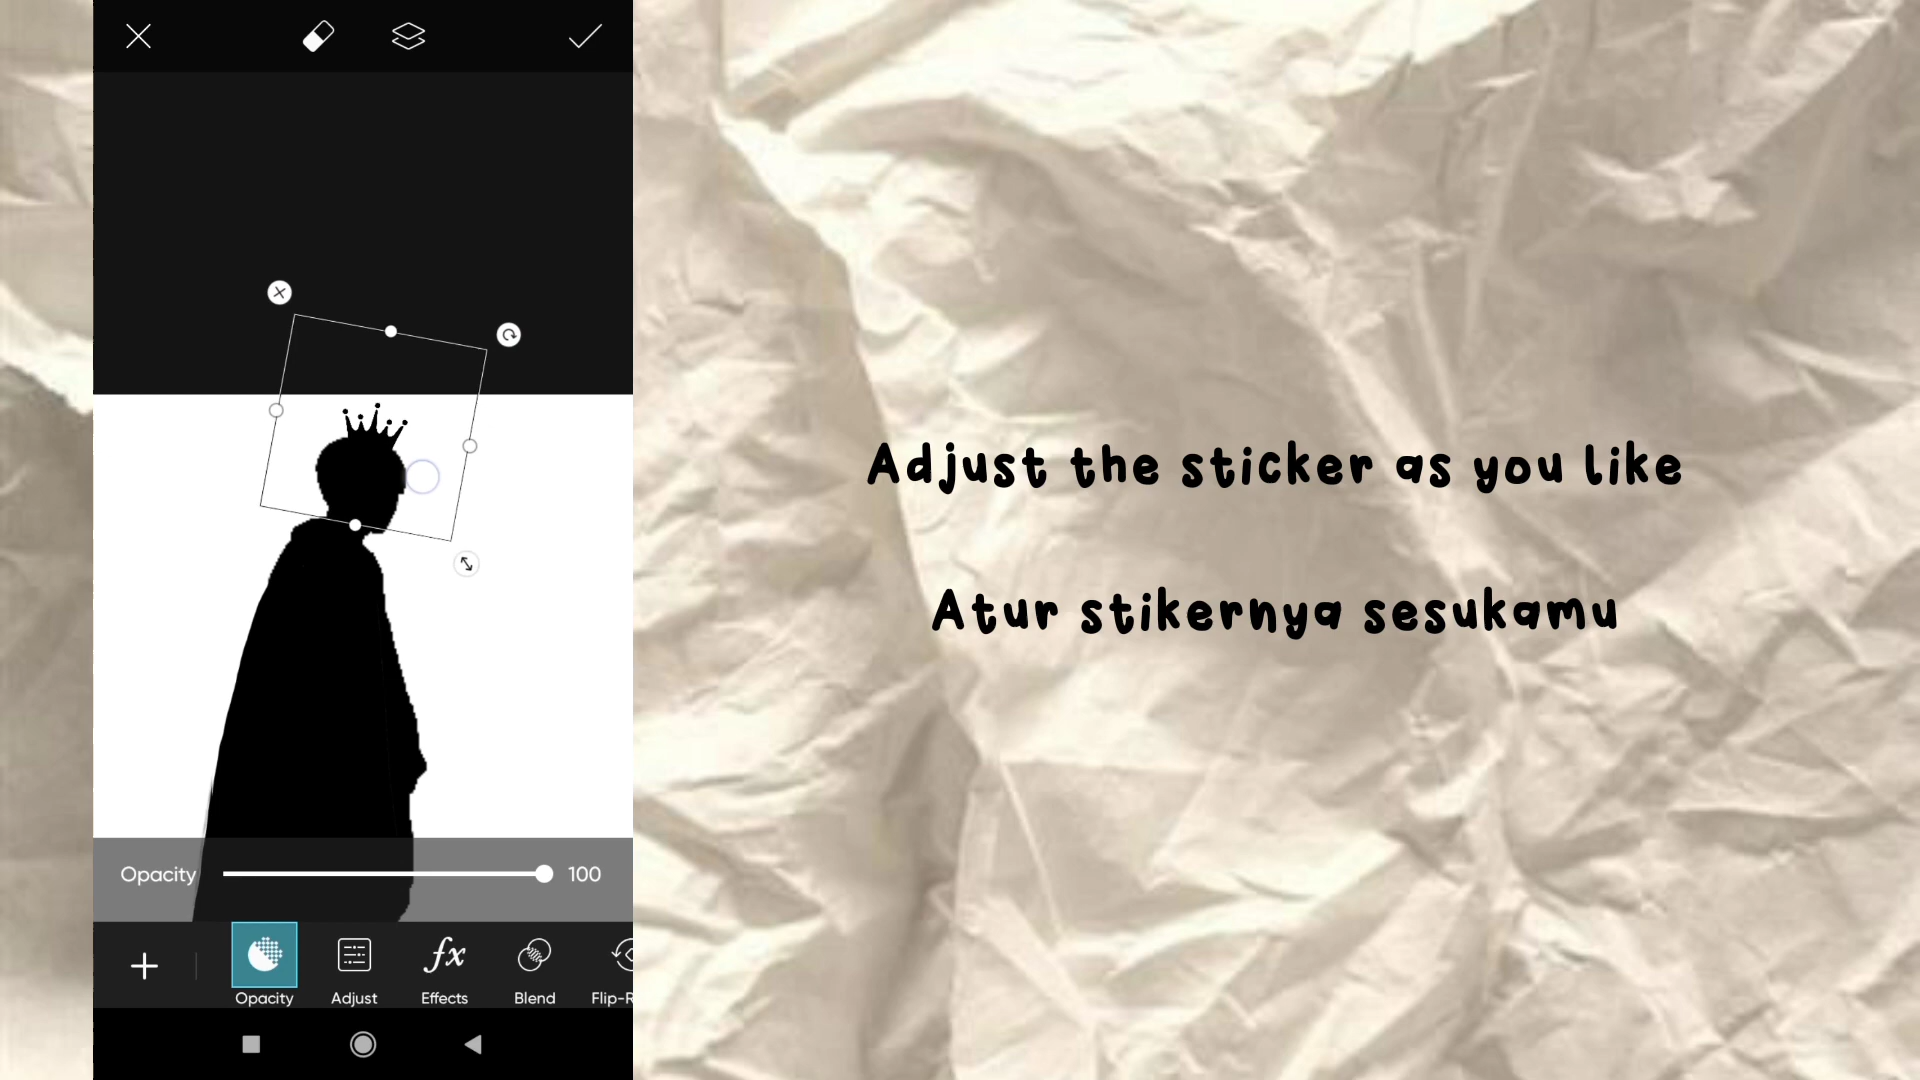 Adjust the sticker as you like
Atur stikernya sesukamu
Opacity 100
Opacity Adjust Effects Blend Flip-R